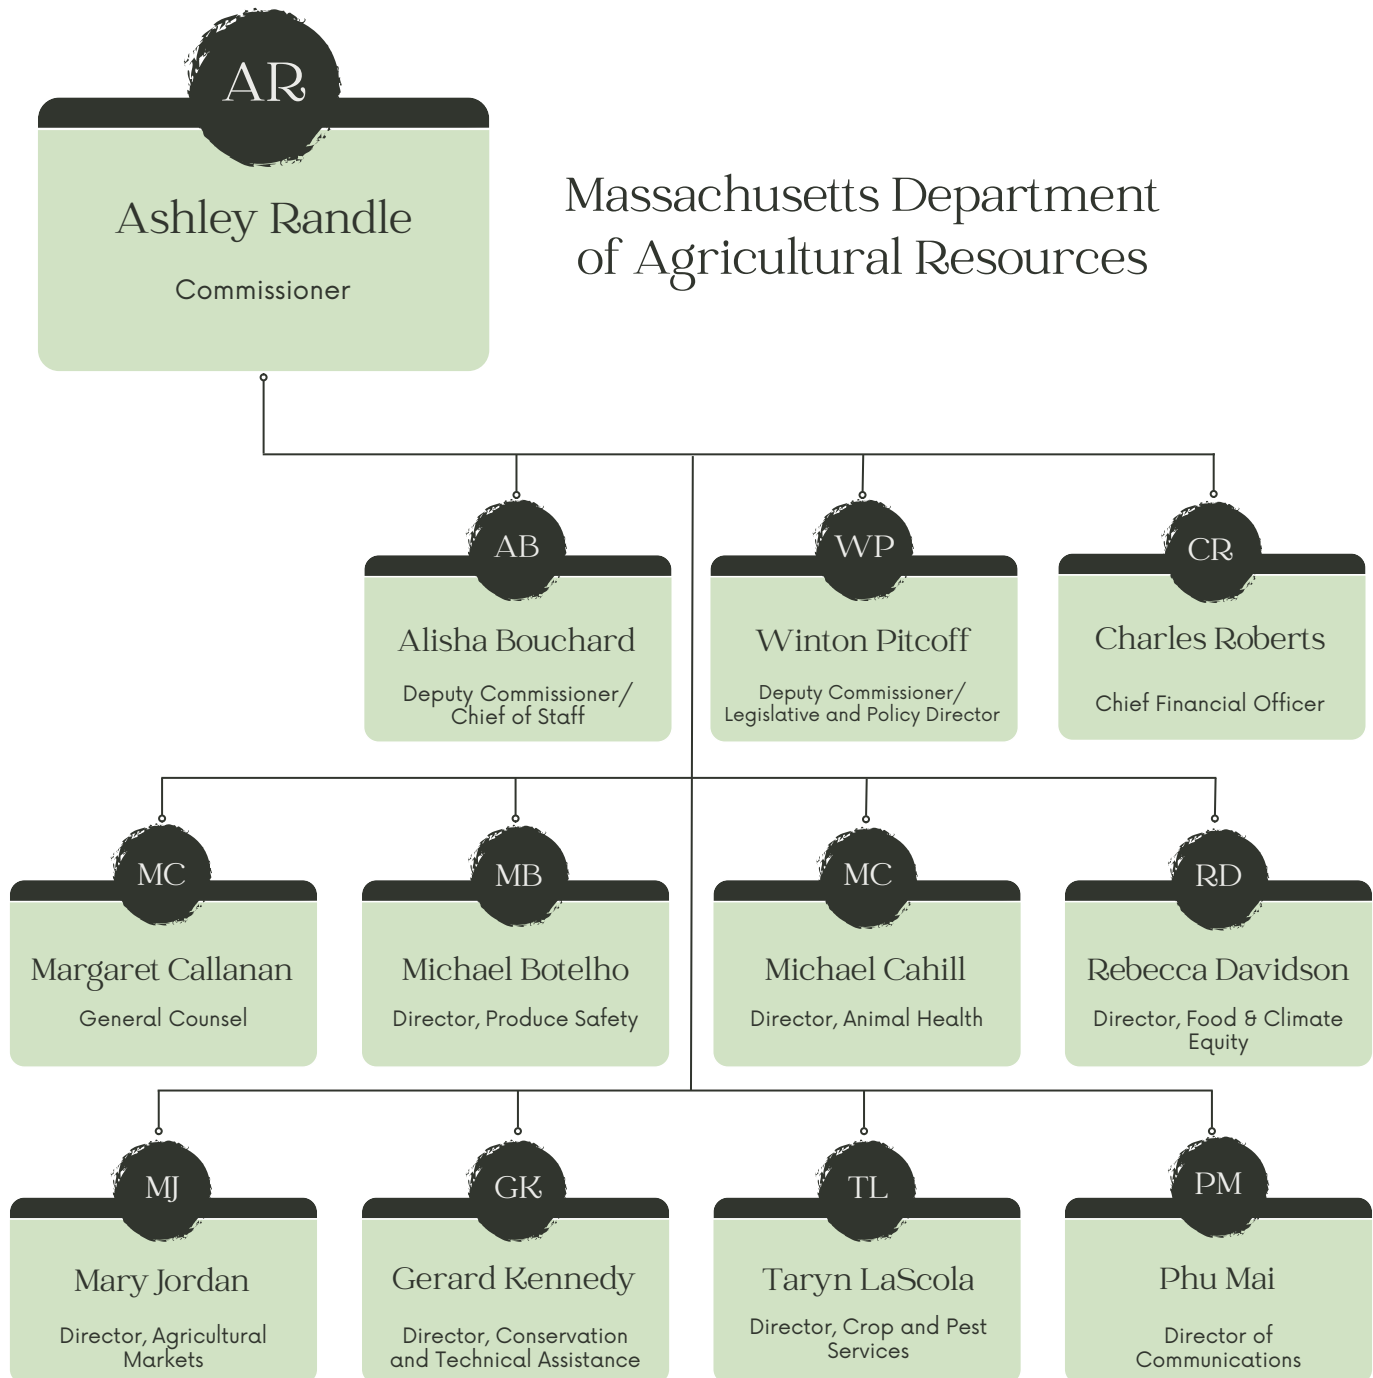 AR
Ashley Randle
Commissioner
Massachusetts Department
of Agricultural Resources
AB
Alisha Bouchard
Deputy Commissioner/
Chief of Staff
WP
Winton Pitcoff
Deputy Commissioner/
Legislative and Policy Director
CR
Charles Roberts
Chief Financial Officer
MC
Margaret Callanan
General Counsel
MB
Michael Botelho
Director, Produce Safety
MC
Michael Cahill
Director, Animal Health
RD
Rebecca Davidson
Director, Food & Climate
Equity
MJ
Mary Jordan
Director, Agricultural
Markets
GK
Gerard Kennedy
Director, Conservation
and Technical Assistance
TL
Taryn LaScola
Director, Crop and Pest
Services
PM
Phu Mai
Director of
Communications